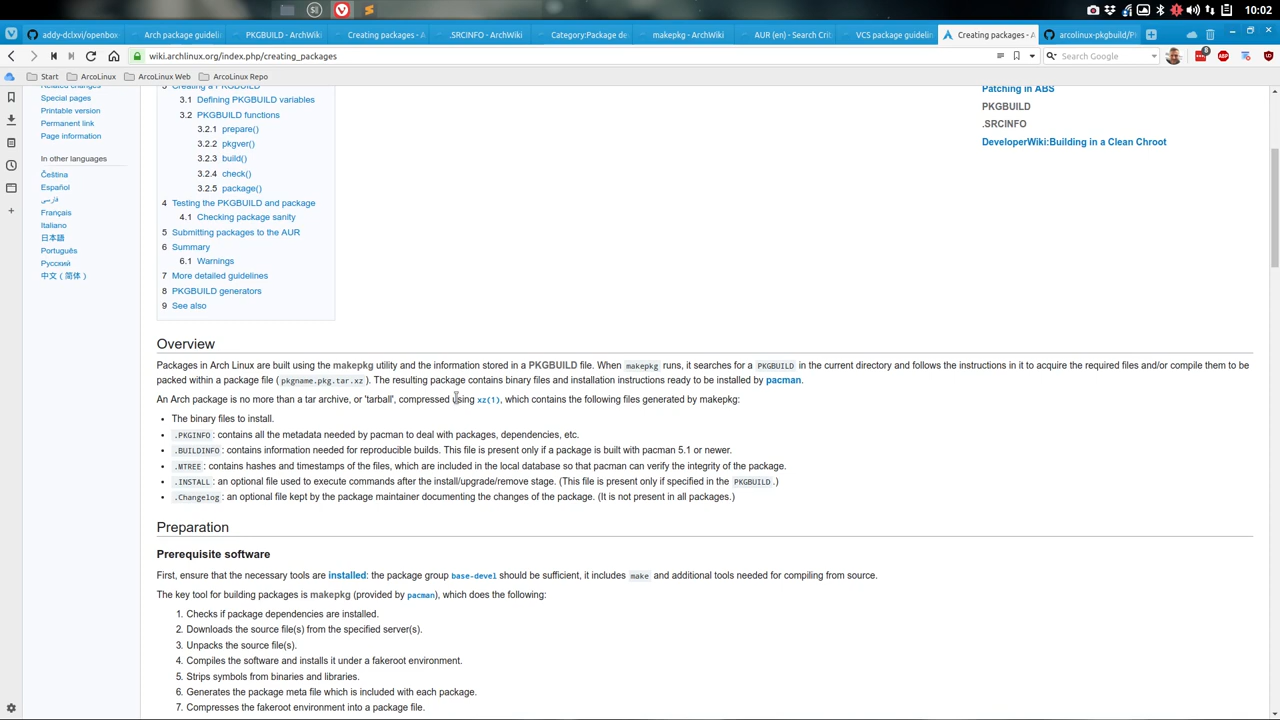 10:02
addy-dclxvi/openbox
Arch package guideli
PKGBUILD - ArchWiki
Creating packages - A
.SRCINFO - ArchWiki
Category:Package de
makepkg - ArchWiki
AUR (en) - Search Crit
VCS package guidelin
Creating packages - A
arcolinux-pkgbuild/P
wiki.archlinux.org/index.php/creating_packages
Search Google
8
ABP
Start
ArcoLinux
ArcoLinux Web
ArcoLinux Repo
Related changes
Special pages
Printable version
Permanent link
Page information
In other languages
Čeština
Español
فارسی
Français
Italiano
日本語
Português
Русский
中文（简体）
3 Creating a PKGBUILD
3.1 Defining PKGBUILD variables
3.2 PKGBUILD functions
3.2.1 prepare()
3.2.2 pkgver()
3.2.3 build()
3.2.4 check()
3.2.5 package()
4 Testing the PKGBUILD and package
4.1 Checking package sanity
5 Submitting packages to the AUR
6 Summary
6.1 Warnings
7 More detailed guidelines
8 PKGBUILD generators
9 See also
Patching in ABS
PKGBUILD
.SRCINFO
DeveloperWiki:Building in a Clean Chroot
Overview
Packages in Arch Linux are built using the makepkg utility and the information stored in a PKGBUILD file. When makepkg runs, it searches for a PKGBUILD in the current directory and follows the instructions in it to acquire the required files and/or compile them to be
packed within a package file ( pkgname.pkg.tar.xz ). The resulting package contains binary files and installation instructions ready to be installed by pacman.
An Arch package is no more than a tar archive, or 'tarball', compressed using xz(1), which contains the following files generated by makepkg:
• The binary files to install.
• .PKGINFO : contains all the metadata needed by pacman to deal with packages, dependencies, etc.
• .BUILDINFO : contains information needed for reproducible builds. This file is present only if a package is built with pacman 5.1 or newer.
• .MTREE : contains hashes and timestamps of the files, which are included in the local database so that pacman can verify the integrity of the package.
• .INSTALL : an optional file used to execute commands after the install/upgrade/remove stage. (This file is present only if specified in the PKGBUILD .)
• .Changelog : an optional file kept by the package maintainer documenting the changes of the package. (It is not present in all packages.)
Preparation
Prerequisite software
First, ensure that the necessary tools are installed: the package group base-devel should be sufficient, it includes make and additional tools needed for compiling from source.
The key tool for building packages is makepkg (provided by pacman), which does the following:
1. Checks if package dependencies are installed.
2. Downloads the source file(s) from the specified server(s).
3. Unpacks the source file(s).
4. Compiles the software and installs it under a fakeroot environment.
5. Strips symbols from binaries and libraries.
6. Generates the package meta file which is included with each package.
7. Compresses the fakeroot environment into a package file.